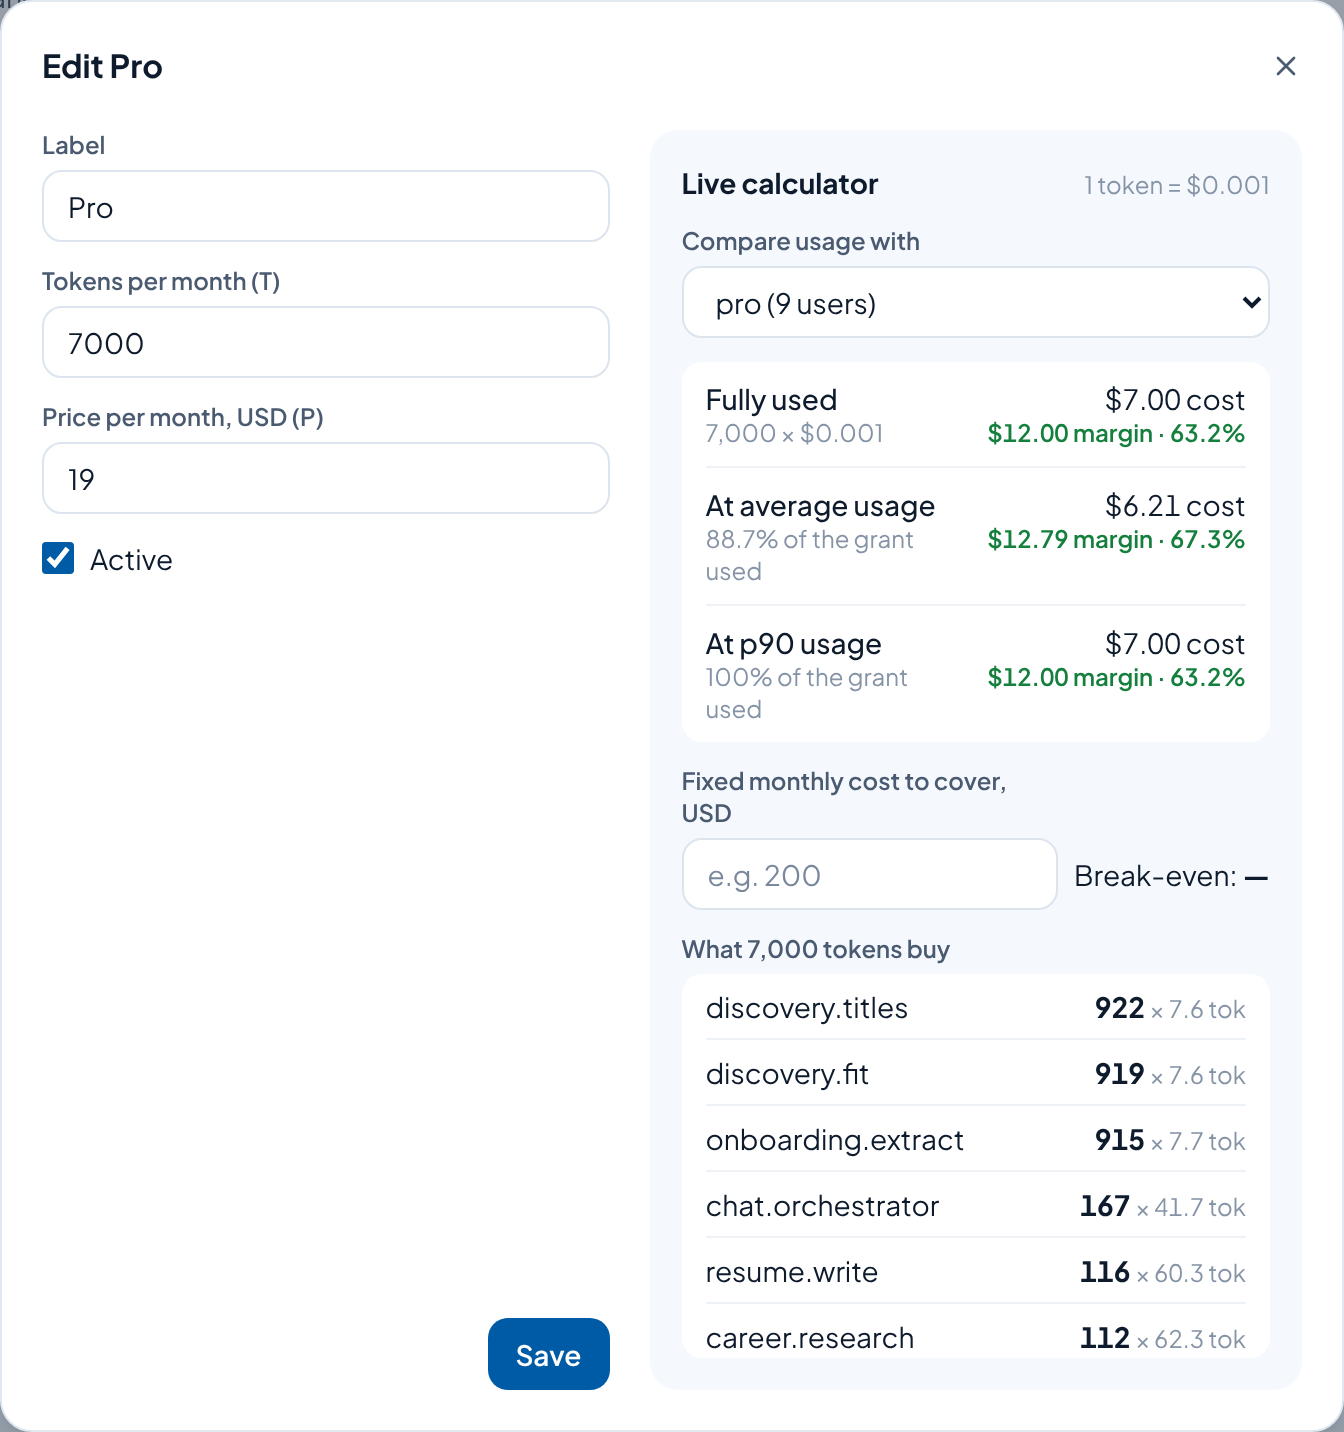 Edit Pro
Label
Pro
Tokens per month (T)
7000
Price per month, USD (P)
19
Active
Save
Live calculator
1 token = $0.001
Compare usage with
pro (9 users)
Fully used
$7.00 cost
7,000 × $0.001
$12.00 margin · 63.2%
At average usage
$6.21 cost
88.7% of the grant
used
$12.79 margin · 67.3%
At p90 usage
$7.00 cost
100% of the grant
used
$12.00 margin · 63.2%
Fixed monthly cost to cover,
USD
e.g. 200
Break-even: —
What 7,000 tokens buy
discovery.titles
922 × 7.6 tok
discovery.fit
919 × 7.6 tok
onboarding.extract
915 × 7.7 tok
chat.orchestrator
167 × 41.7 tok
resume.write
116 × 60.3 tok
career.research
112 × 62.3 tok